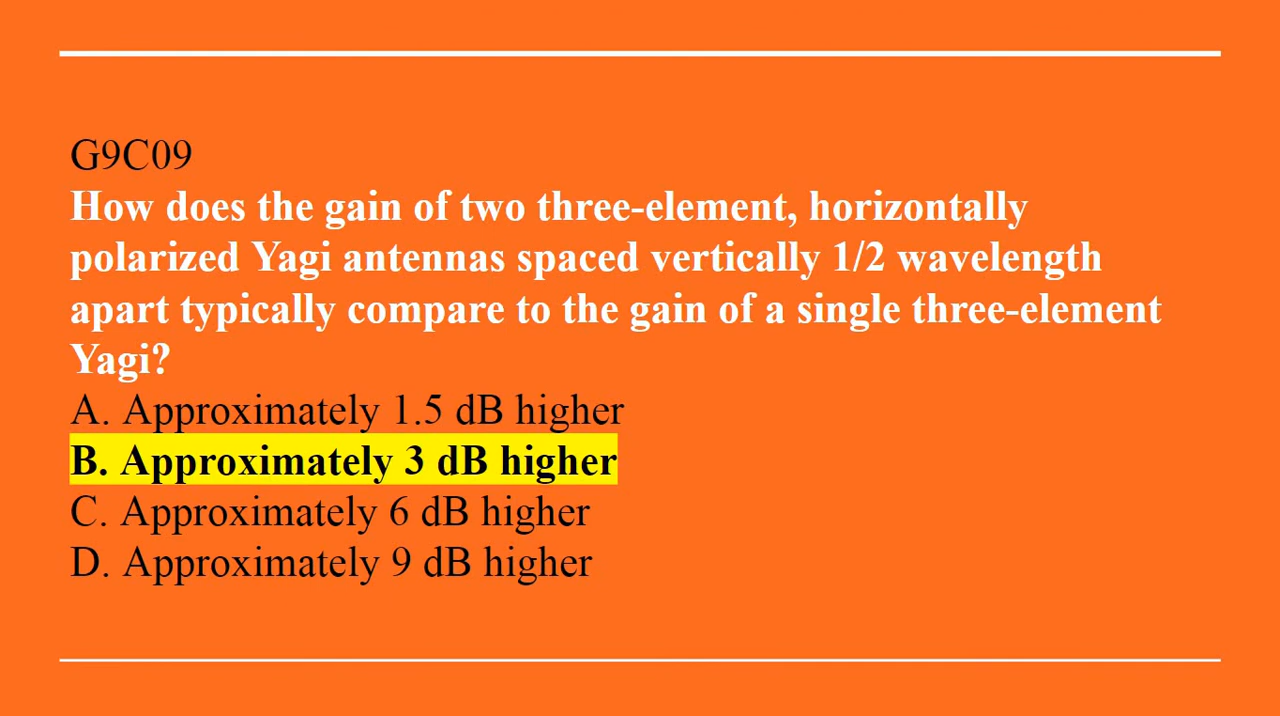 G9C09
How does the gain of two three-element, horizontally
polarized Yagi antennas spaced vertically 1/2 wavelength
apart typically compare to the gain of a single three-element
Yagi?
A. Approximately 1.5 dB higher
B. Approximately 3 dB higher
C. Approximately 6 dB higher
D. Approximately 9 dB higher